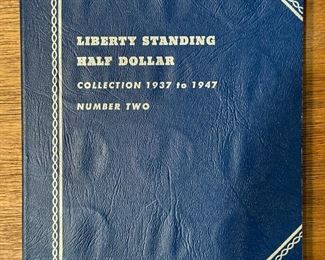 LIBERTY STANDING
HALF DOLLAR
COLLECTION 1937 to 1947
NUMBER TWO